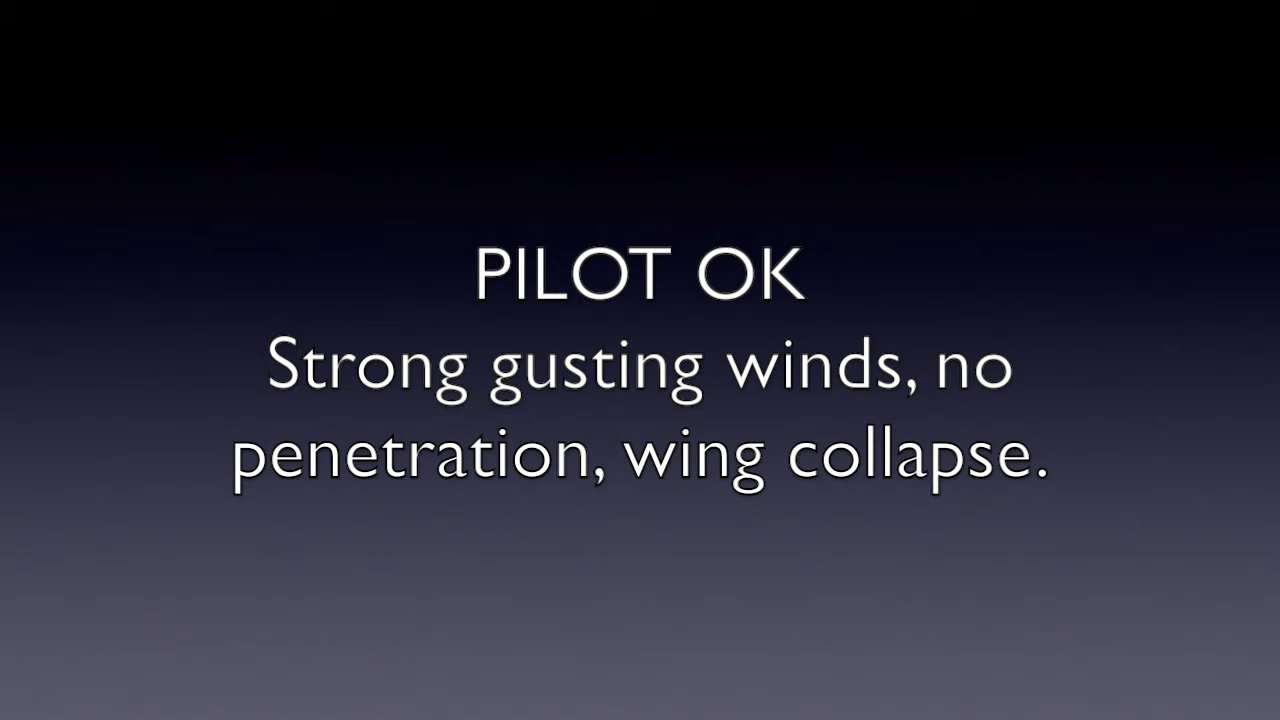 PILOT OK
Strong gusting winds, no
penetration, wing collapse.